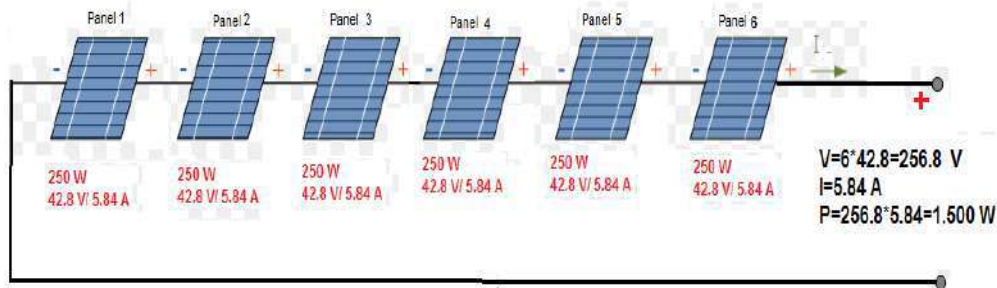 Panel 1 Panel 2 Panel 3 Panel 4 Panel 5 Panel 6
- + - + - + - + - + - + I
+
250 W 250 W 250 W 250 W 250 W 250 W
42.8 V/ 5.84 A 42.8 V/ 5.84 A 42.8 V/ 5.84 A 42.8 V/ 5.84 A 42.8 V/ 5.84 A 42.8 V/ 5.84 A
V=6*42.8=256.8 V
I=5.84 A
P=256.8*5.84=1.500 W